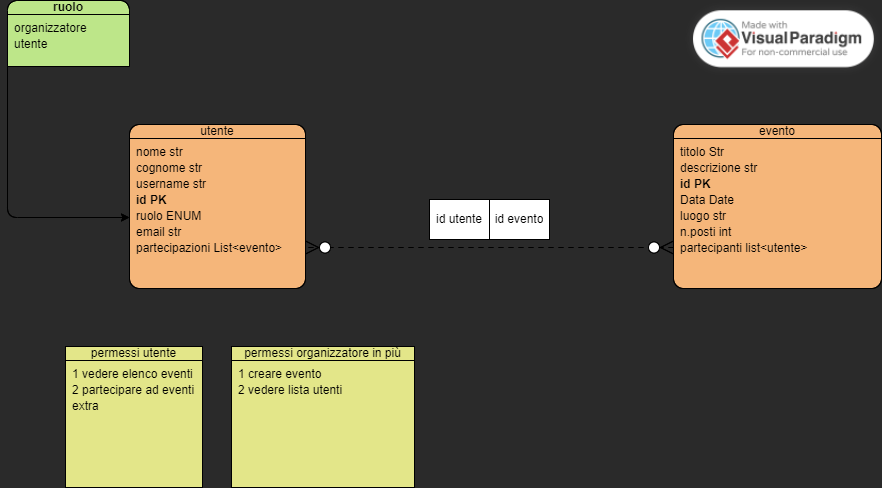 ruolo
organizzatore
utente
Made with
VisualParadigm
For non-commercial use
utente
nome str
cognome str
username str
id PK
ruolo ENUM
email str
partecipazioni List<evento>
id utente
id evento
evento
titolo Str
descrizione str
id PK
Data Date
luogo str
n.posti int
partecipanti list<utente>
permessi utente
1 vedere elenco eventi
2 partecipare ad eventi
extra
permessi organizzatore in più
1 creare evento
2 vedere lista utenti